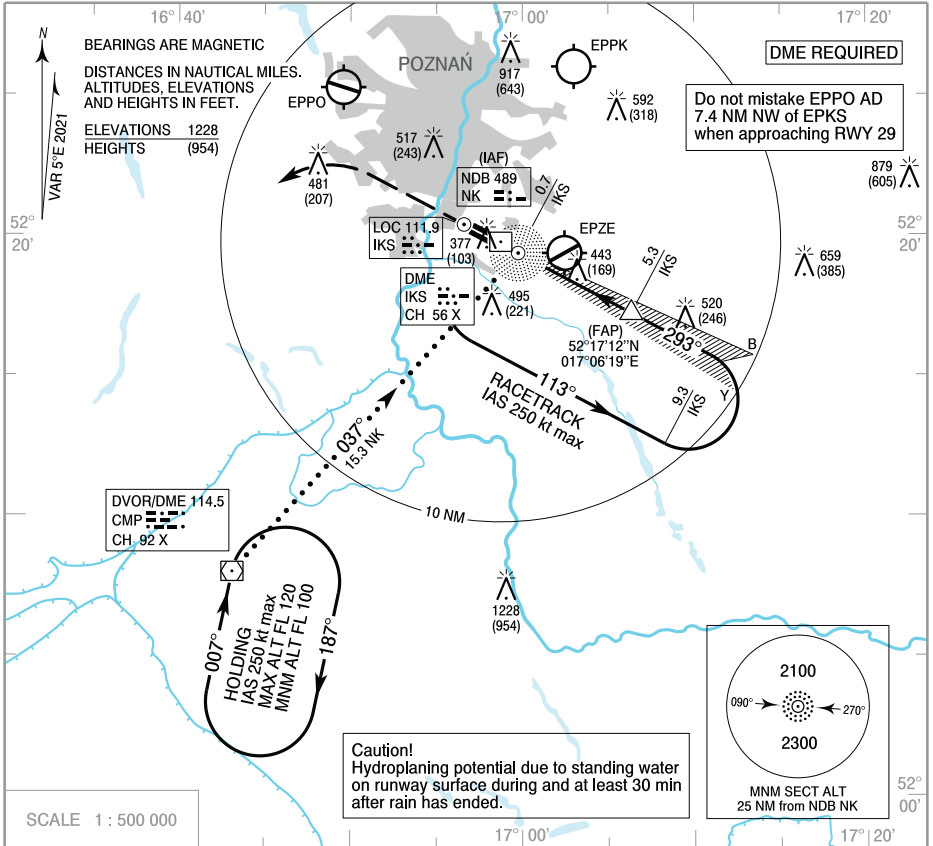 16° 40'
17° 00'
17° 20'
N
VAR 5°E 2021
BEARINGS ARE MAGNETIC
DISTANCES IN NAUTICAL MILES.
ALTITUDES, ELEVATIONS
AND HEIGHTS IN FEET.
ELEVATIONS 1228
HEIGHTS (954)
POZNAŃ
EPPO
EPPK
917
(643)
DME REQUIRED
592
(318)
Do not mistake EPPO AD
7.4 NM NW of EPKS
when approaching RWY 29
517
(243)
879
(605)
481
(207)
(IAF)
NDB 489
NK
0.7
IKS
52°
20'
52°
20'
LOC 111.9
IKS
377
(103)
EPZE
443
(169)
5.3
IKS
659
(385)
DME
IKS
CH 56 X
495
(221)
520
(246)
(FAP)
52°17'12"N
017°06'19"E
293°
B
Y
113°
RACETRACK
IAS 250 kt max
9.3
IKS
037°
15.3 NK
DVOR/DME 114.5
CMP
CH 92 X
10 NM
007°
HOLDING
IAS 250 kt max
MAX ALT FL 120
MNM ALT FL 100
187°
1228
(954)
2100
090°
270°
2300
MNM SECT ALT
25 NM from NDB NK
Caution!
Hydroplaning potential due to standing water
on runway surface during and at least 30 min
after rain has ended.
52°
00'
SCALE 1 : 500 000
17° 00'
17° 20'